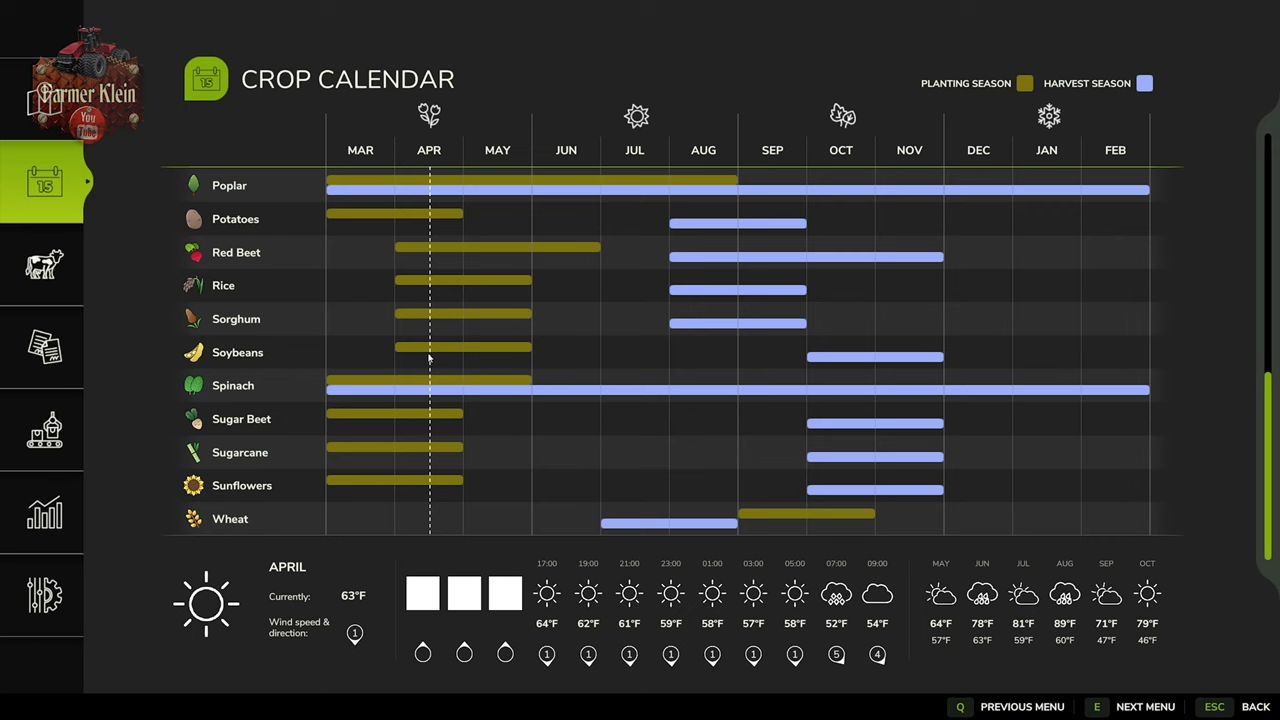 Farmer Klein
You
Tube
15
CROP CALENDAR
PLANTING SEASON
HARVEST SEASON
MAR APR MAY JUN JUL AUG SEP OCT NOV DEC JAN FEB
15
Poplar
Potatoes
Red Beet
Rice
Sorghum
Soybeans
Spinach
Sugar Beet
Sugarcane
Sunflowers
Wheat
APRIL
Currently: 63°F
Wind speed &
direction: 1
17:00 19:00 21:00 23:00 01:00 03:00 05:00 07:00 09:00
64°F 62°F 61°F 59°F 58°F 57°F 58°F 52°F 54°F
1 1 1 1 1 1 1 5 4
MAY JUN JUL AUG SEP OCT
64°F 78°F 81°F 89°F 71°F 79°F
57°F 63°F 59°F 60°F 47°F 46°F
Q PREVIOUS MENU E NEXT MENU ESC BACK